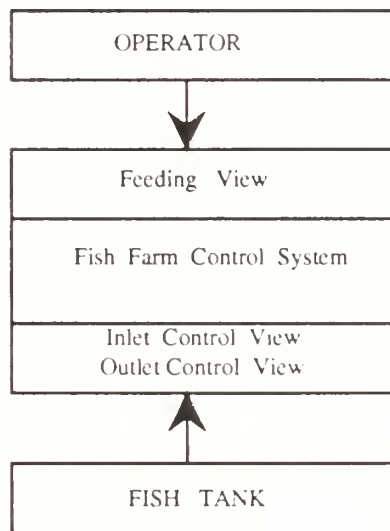 OPERATOR
Feeding View
Fish Farm Control System
Inlet Control View
Outlet Control View
FISH TANK